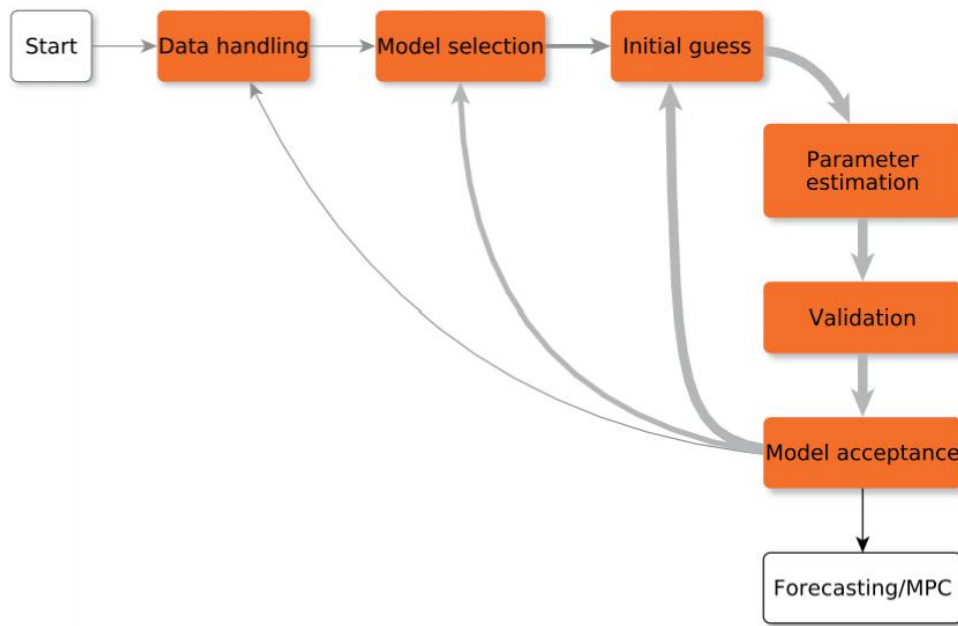 Start
Data handling
Model selection
Initial guess
Parameter
estimation
Validation
Model acceptance
Forecasting/MPC